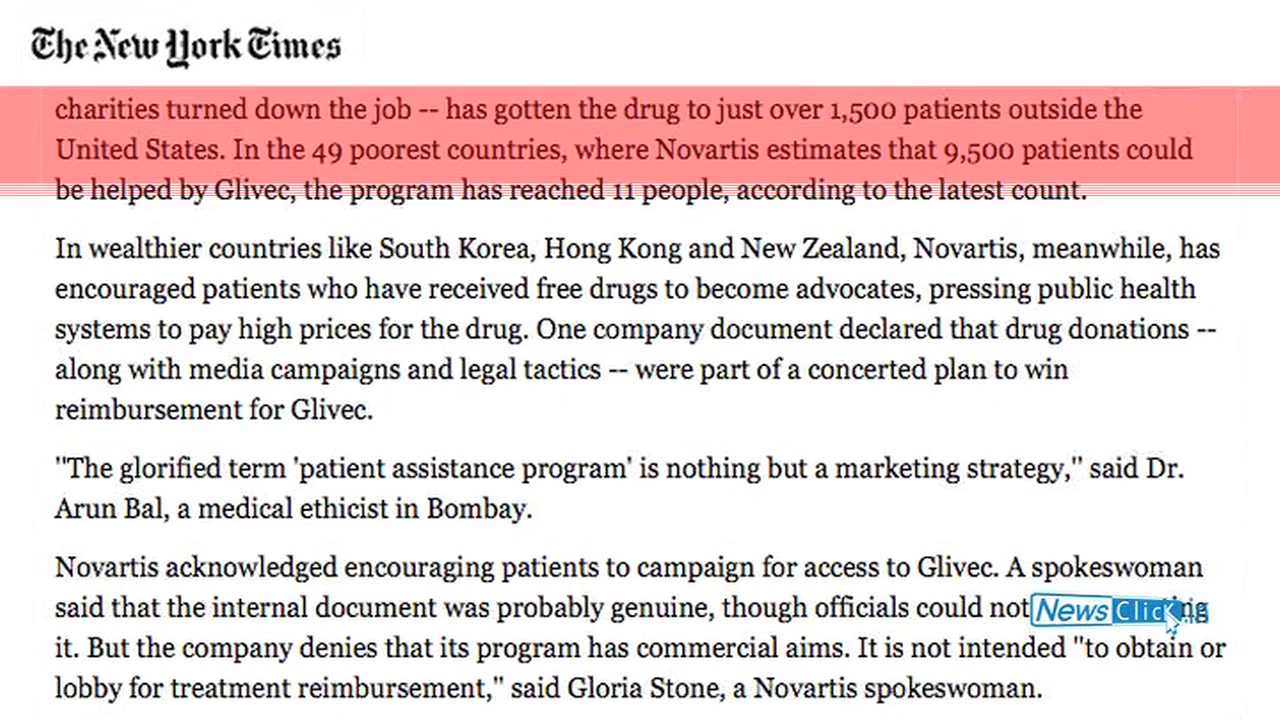 The New York Times
charities turned down the job -- has gotten the drug to just over 1,500 patients outside the
United States. In the 49 poorest countries, where Novartis estimates that 9,500 patients could
be helped by Glivec, the program has reached 11 people, according to the latest count.
In wealthier countries like South Korea, Hong Kong and New Zealand, Novartis, meanwhile, has
encouraged patients who have received free drugs to become advocates, pressing public health
systems to pay high prices for the drug. One company document declared that drug donations --
along with media campaigns and legal tactics -- were part of a concerted plan to win
reimbursement for Glivec.
"The glorified term 'patient assistance program' is nothing but a marketing strategy," said Dr.
Arun Bal, a medical ethicist in Bombay.
Novartis acknowledged encouraging patients to campaign for access to Glivec. A spokeswoman
said that the internal document was probably genuine, though officials could not
NewsClick.in
it. But the company denies that its program has commercial aims. It is not intended "to obtain or
lobby for treatment reimbursement," said Gloria Stone, a Novartis spokeswoman.